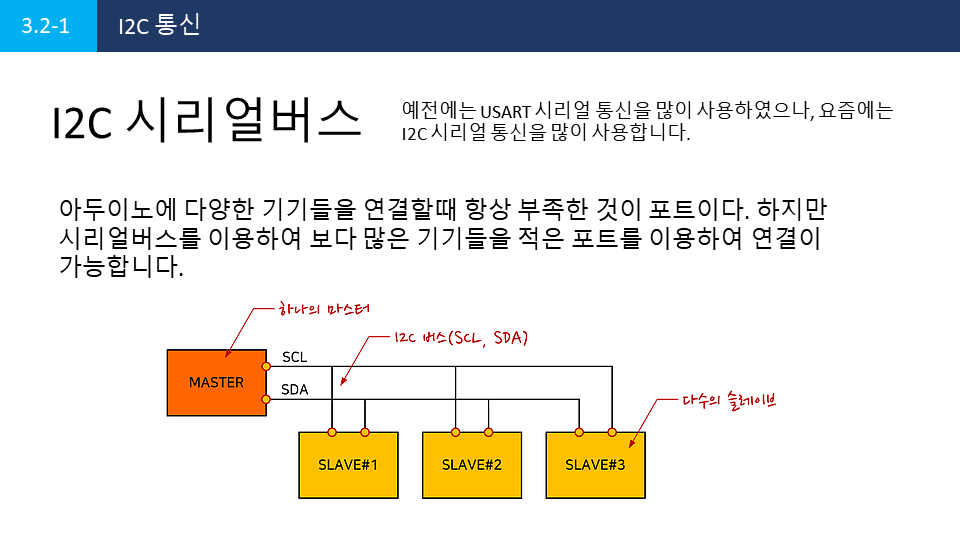 3.2-1
I2C 통신
I2C 시리얼버스
예전에는 USART 시리얼 통신을 많이 사용하였으나, 요즘에는
I2C 시리얼 통신을 많이 사용합니다.
아두이노에 다양한 기기들을 연결할때 항상 부족한 것이 포트이다. 하지만
시리얼버스를 이용하여 보다 많은 기기들을 적은 포트를 이용하여 연결이
가능합니다.
하나의 마스터
I2C 버스(SCL, SDA)
SCL
MASTER
SDA
다수의 슬레이브
SLAVE#1
SLAVE#2
SLAVE#3